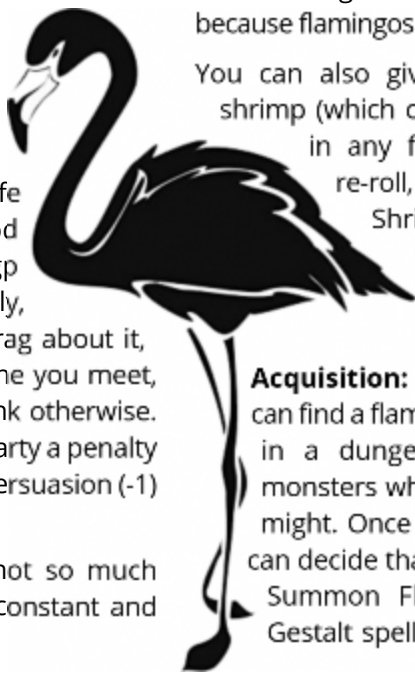 fe
od
gp
ly,
rag about it,
ne you meet,
nk otherwise.
arty a penalty
ersuasion (-1)
not so much
constant and
because flamingos
You can also giv
shrimp (which c
in any f
re-roll,
Shri
Acquisition:
can find a flam
in a dunge
monsters wh
might. Once
can decide tha
Summon Fl
Gestalt spell